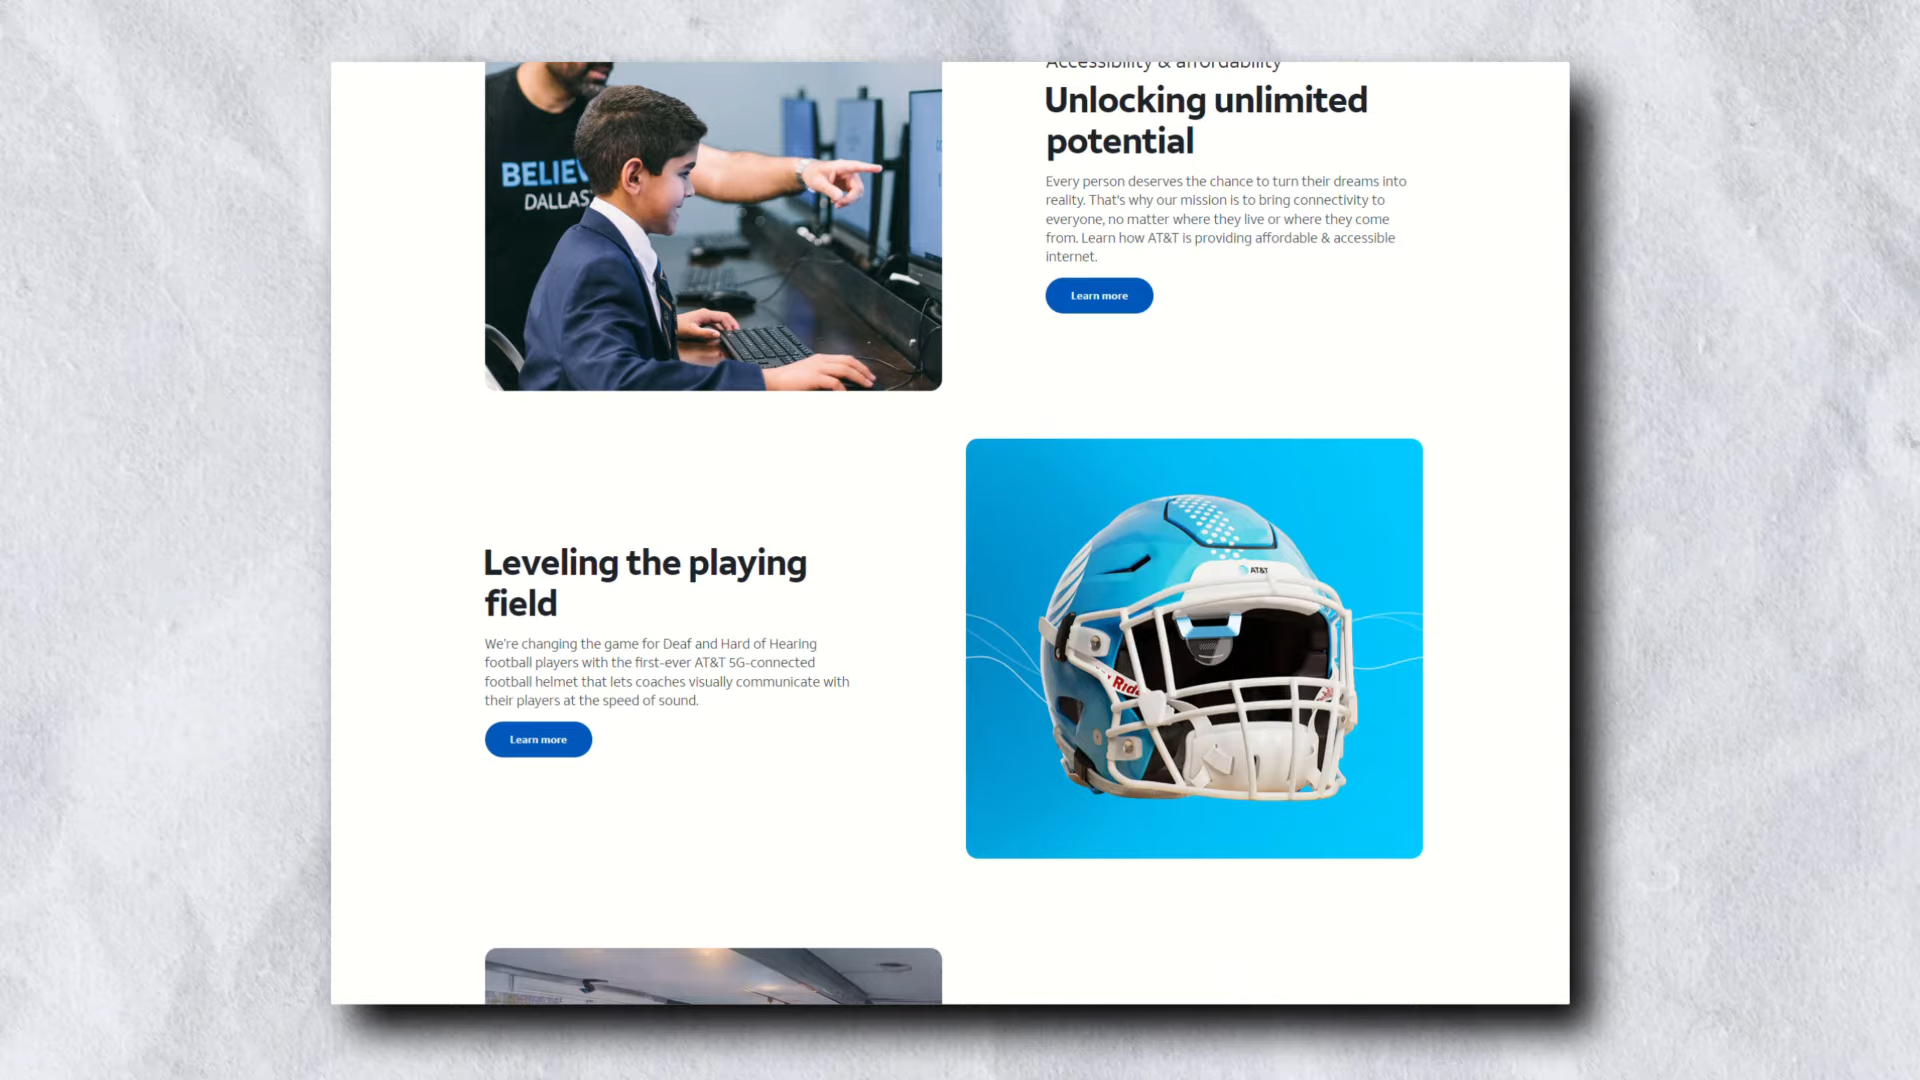 Accessibility & affordability
Unlocking unlimited
potential
Every person deserves the chance to turn their dreams into
reality. That's why our mission is to bring connectivity to
everyone, no matter where they live or where they come
from. Learn how AT&T is providing affordable & accessible
internet.
Learn more
BELIEV
DALLAS
Leveling the playing
field
We're changing the game for Deaf and Hard of Hearing
football players with the first-ever AT&T 5G-connected
football helmet that lets coaches visually communicate with
their players at the speed of sound.
Learn more
AT&T
Ridd